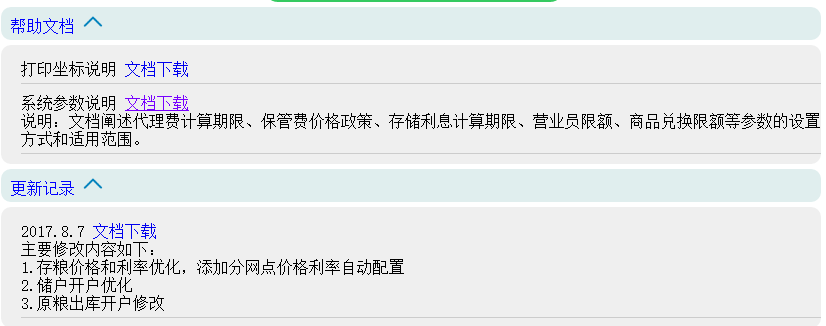 帮助文档
打印坐标说明 文档下载
系统参数说明 文档下载
说明：文档阐述代理费计算期限、保管费价格政策、存储利息计算期限、营业员限额、商品兑换限额等参数的设置
方式和适用范围。
更新记录
2017.8.7 文档下载
主要修改内容如下：
1.存粮价格和利率优化，添加分网点价格利率自动配置
2.储户开户优化
3.原粮出库开户修改